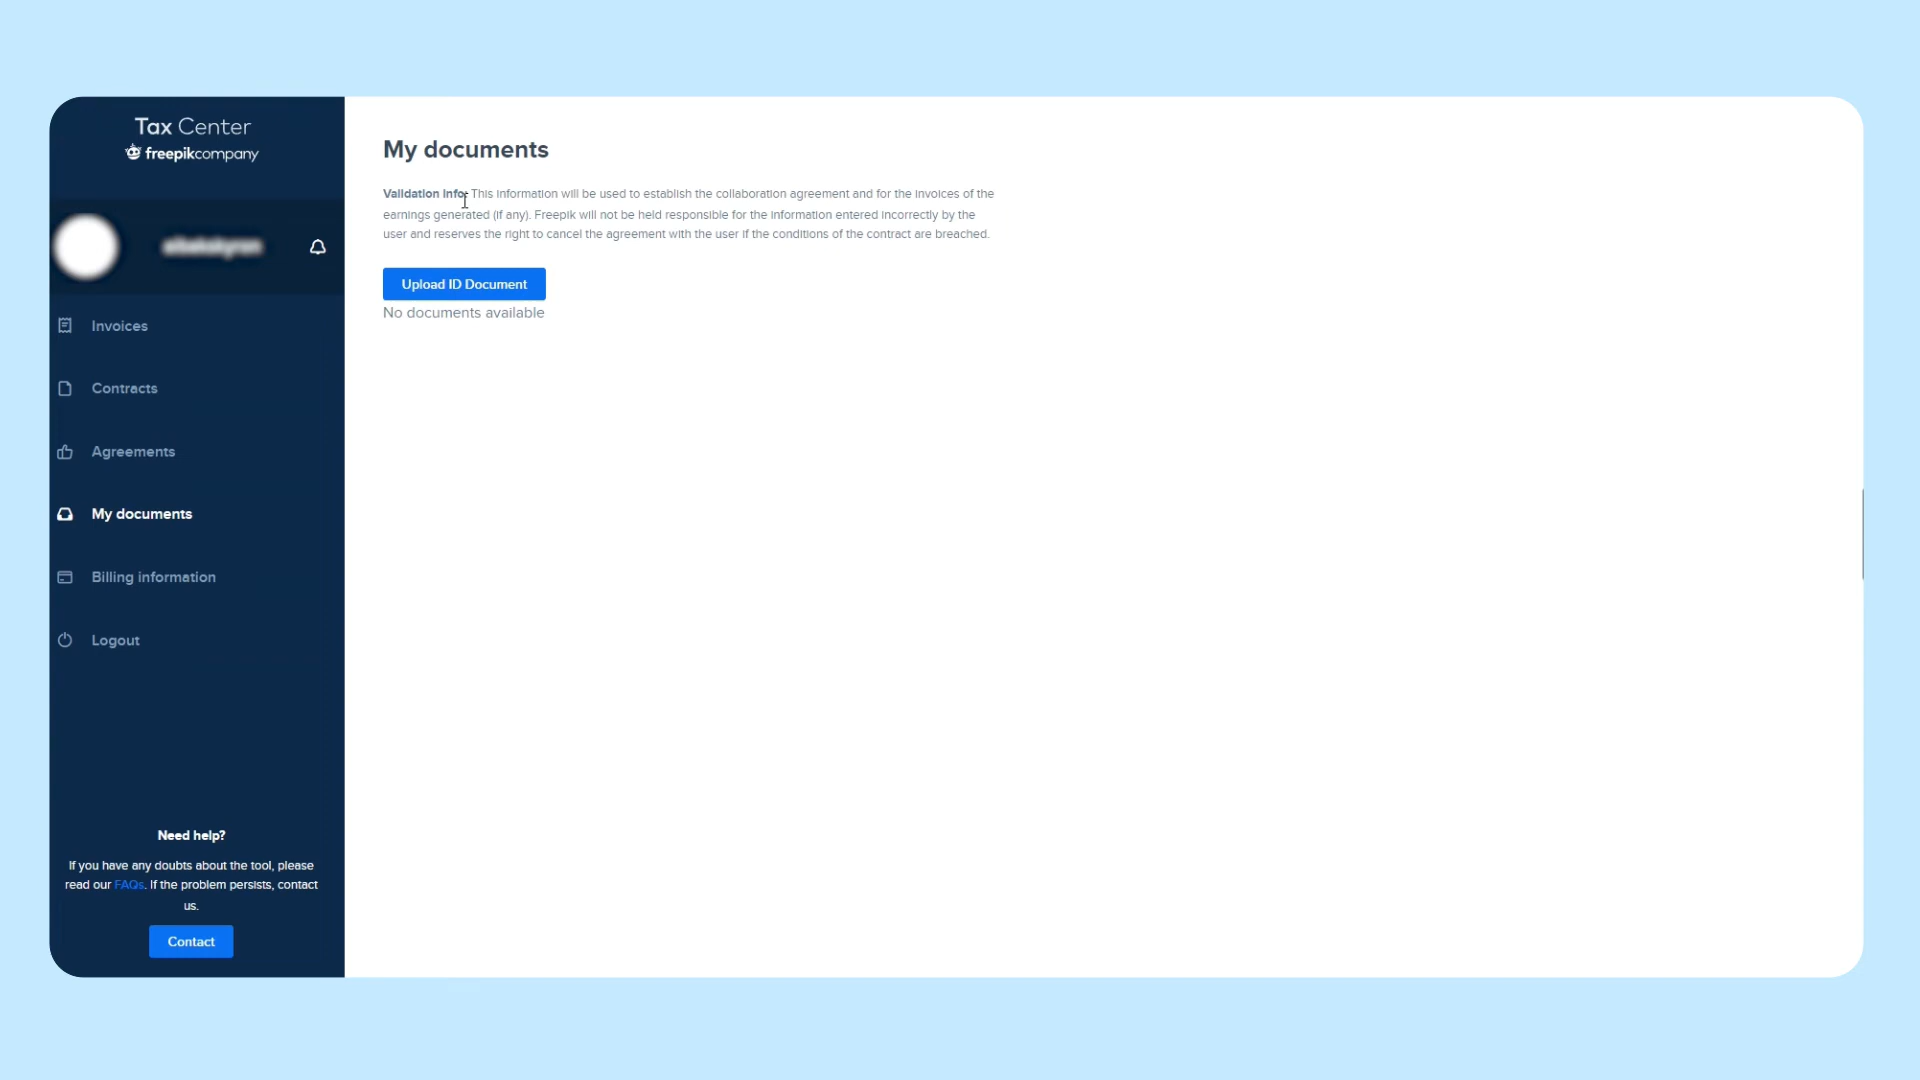 Tax Center
freepikcompany
Invoices
Contracts
Agreements
My documents
Billing information
Logout
Need help?
If you have any doubts about the tool, please
read our FAQs. If the problem persists, contact
us.
Contact
My documents
Validation info: This information will be used to establish the collaboration agreement and for the invoices of the
earnings generated (if any). Freepik will not be held responsible for the information entered incorrectly by the
user and reserves the right to cancel the agreement with the user if the conditions of the contract are breached.
Upload ID Document
No documents available